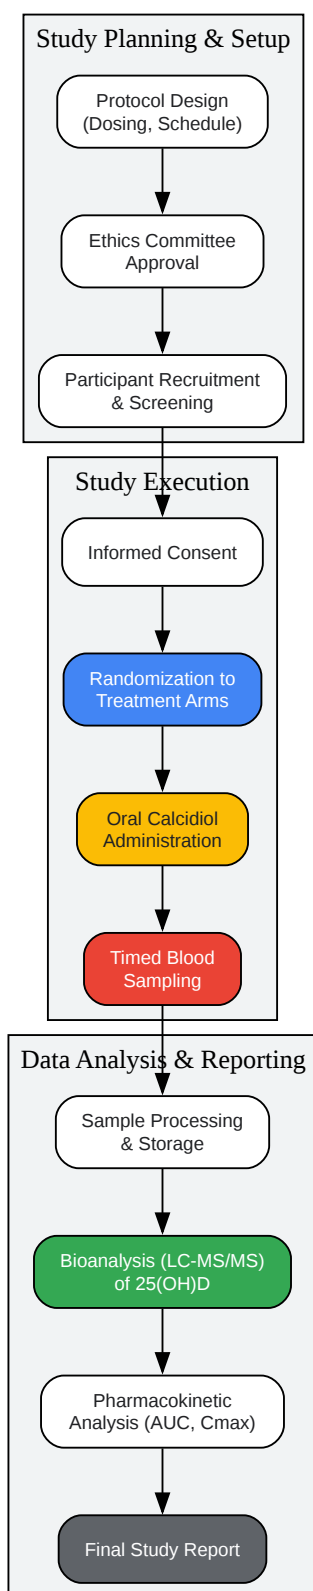 Study Planning & Setup
Protocol Design
(Dosing, Schedule)
Ethics Committee
Approval
Participant Recruitment
& Screening
Study Execution
Informed Consent
Randomization to
Treatment Arms
Oral Calcidiol
Administration
Timed Blood
Sampling
Data Analysis & Reporting
Sample Processing
& Storage
Bioanalysis (LC-MS/MS)
of 25(OH)D
Pharmacokinetic
Analysis (AUC, Cmax)
Final Study Report